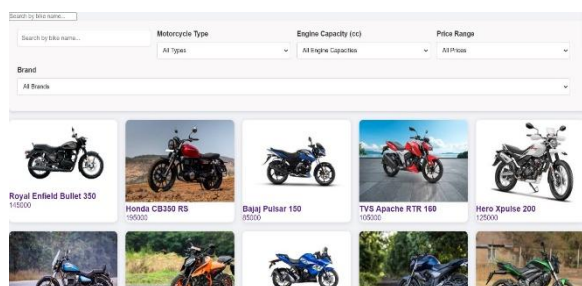 Search by bike name...
Search by bike name...
Motorcycle Type
All Types
Engine Capacity (cc)
All Engine Capacities
Price Range
All Prices
Brand
All Brands
Royal Enfield Bullet 350
145000
Honda CB350 RS
195000
Bajaj Pulsar 150
85000
TVS Apache RTR 160
105000
Hero Xpulse 200
125000